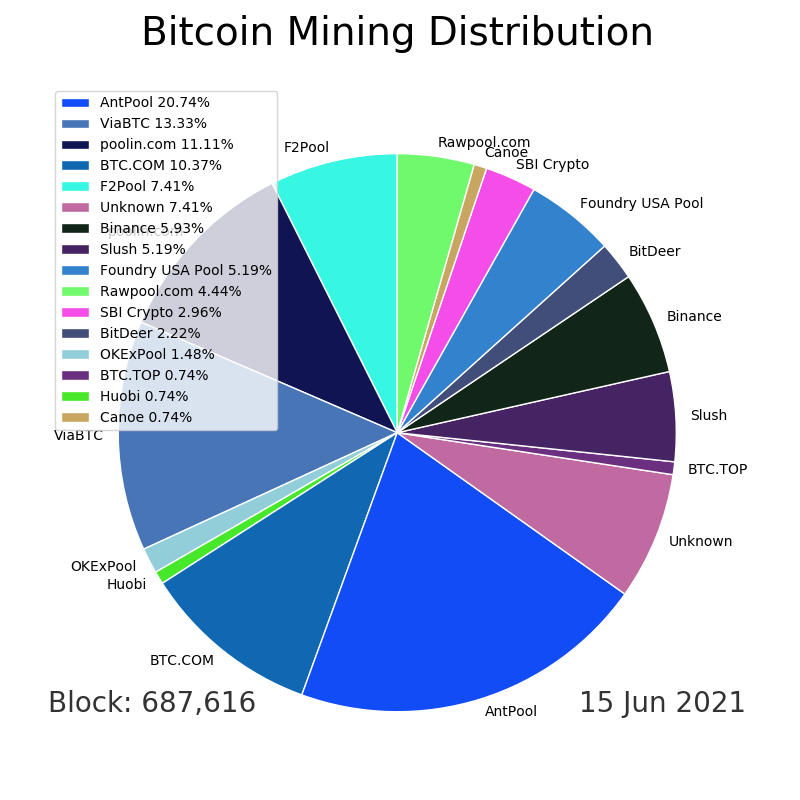 Bitcoin Mining Distribution
AntPool 20.74%
ViaBTC 13.33%
poolin.com 11.11%
BTC.COM 10.37%
F2Pool 7.41%
Unknown 7.41%
Binance 5.93%
Slush 5.19%
Foundry USA Pool 5.19%
Rawpool.com 4.44%
SBI Crypto 2.96%
BitDeer 2.22%
OKExPool 1.48%
BTC.TOP 0.74%
Huobi 0.74%
Canoe 0.74%
F2Pool
poolin.com
ViaBTC
OKExPool
Huobi
BTC.COM
AntPool
Unknown
BTC.TOP
Slush
Binance
BitDeer
Foundry USA Pool
SBI Crypto
Canoe
Rawpool.com
Block: 687,616
15 Jun 2021